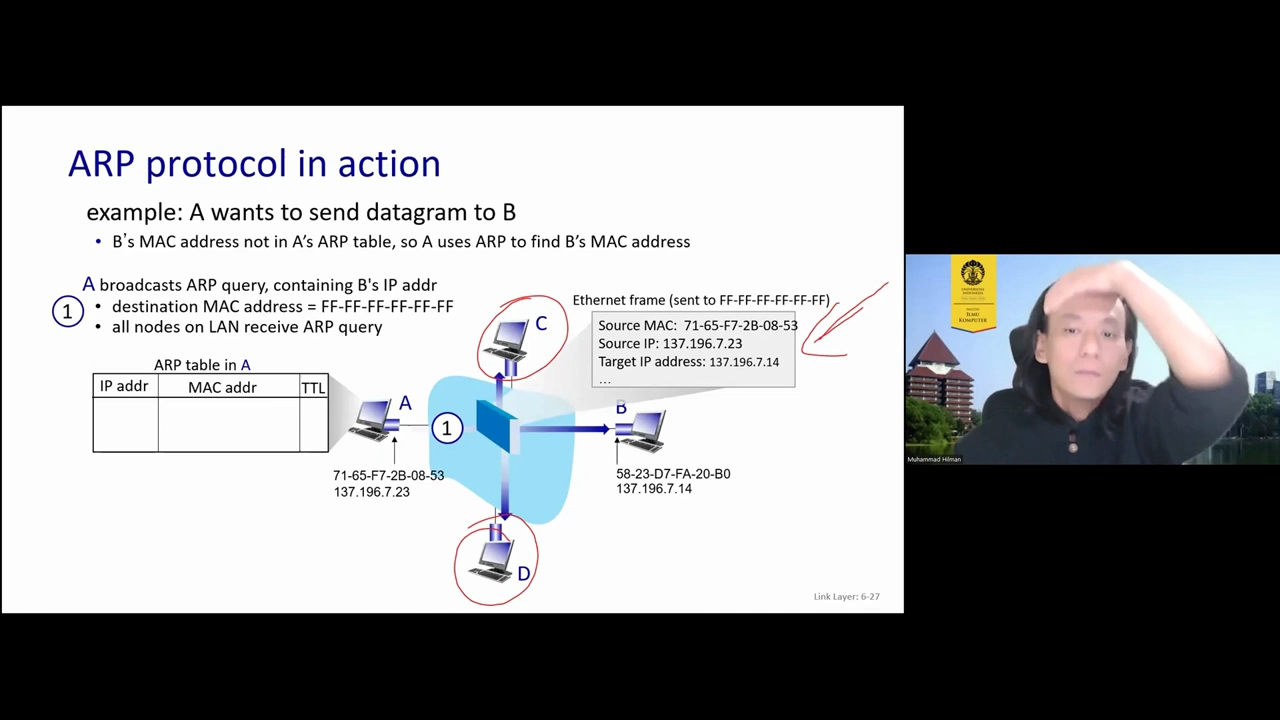 ARP protocol in action
example: A wants to send datagram to B
• B's MAC address not in A's ARP table, so A uses ARP to find B's MAC address
A broadcasts ARP query, containing B's IP addr
1
• destination MAC address = FF-FF-FF-FF-FF-FF
• all nodes on LAN receive ARP query
ARP table in A
IP addr MAC addr TTL
Ethernet frame (sent to FF-FF-FF-FF-FF-FF)
Source MAC: 71-65-F7-2B-08-53
Source IP: 137.196.7.23
Target IP address: 137.196.7.14
...
C
A
1
B
71-65-F7-2B-08-53
137.196.7.23
58-23-D7-FA-20-B0
137.196.7.14
D
Link Layer: 6-27
UNIVERSITAS
INDONESIA
FAKULTAS
ILMU
KOMPUTER
Muhammad Hilman